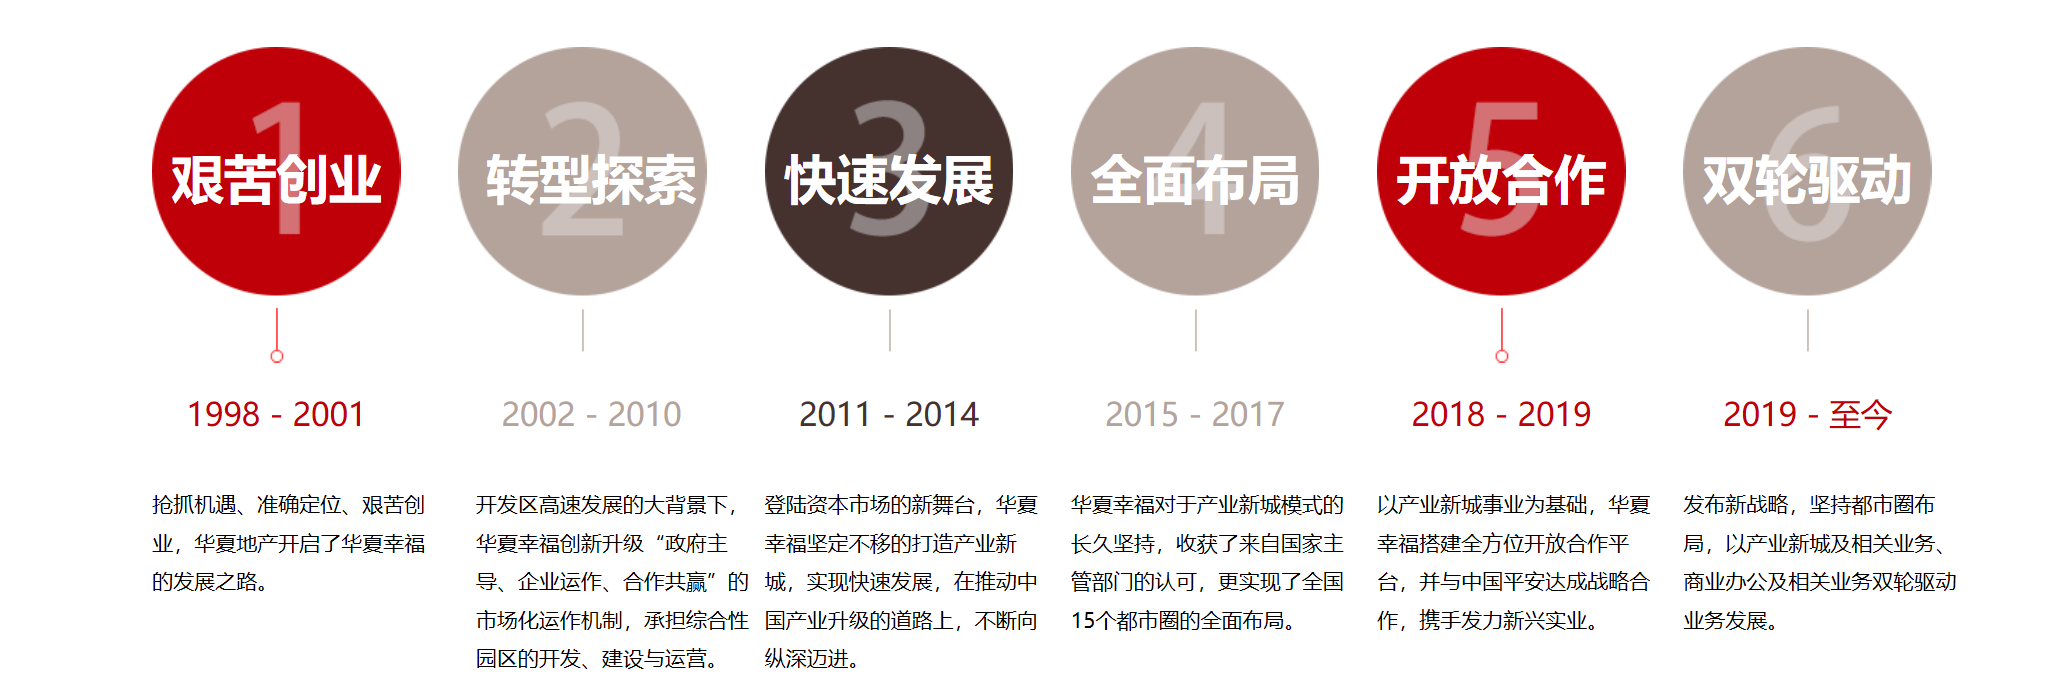 1
艰苦创业
1998 - 2001
抢抓机遇、准确定位、艰苦创
业，华夏地产开启了华夏幸福
的发展之路。
2
转型探索
2002 - 2010
开发区高速发展的大背景下，
华夏幸福创新升级“政府主
导、企业运作、合作共赢”的
市场化运作机制，承担综合性
园区的开发、建设与运营。
3
快速发展
2011 - 2014
登陆资本市场的新舞台，华夏
幸福坚定不移的打造产业新
城，实现快速发展，在推动中
国产业升级的道路上，不断向
纵深迈进。
4
全面布局
2015 - 2017
华夏幸福对于产业新城模式的
长久坚持，收获了来自国家主
管部门的认可，更实现了全国
15个都市圈的全面布局。
5
开放合作
2018 - 2019
以产业新城事业为基础，华夏
幸福搭建全方位开放合作平
台，并与中国平安达成战略合
作，携手发力新兴实业。
6
双轮驱动
2019 - 至今
发布新战略，坚持都市圈布
局，以产业新城及相关业务、
商业办公及相关业务双轮驱动
业务发展。